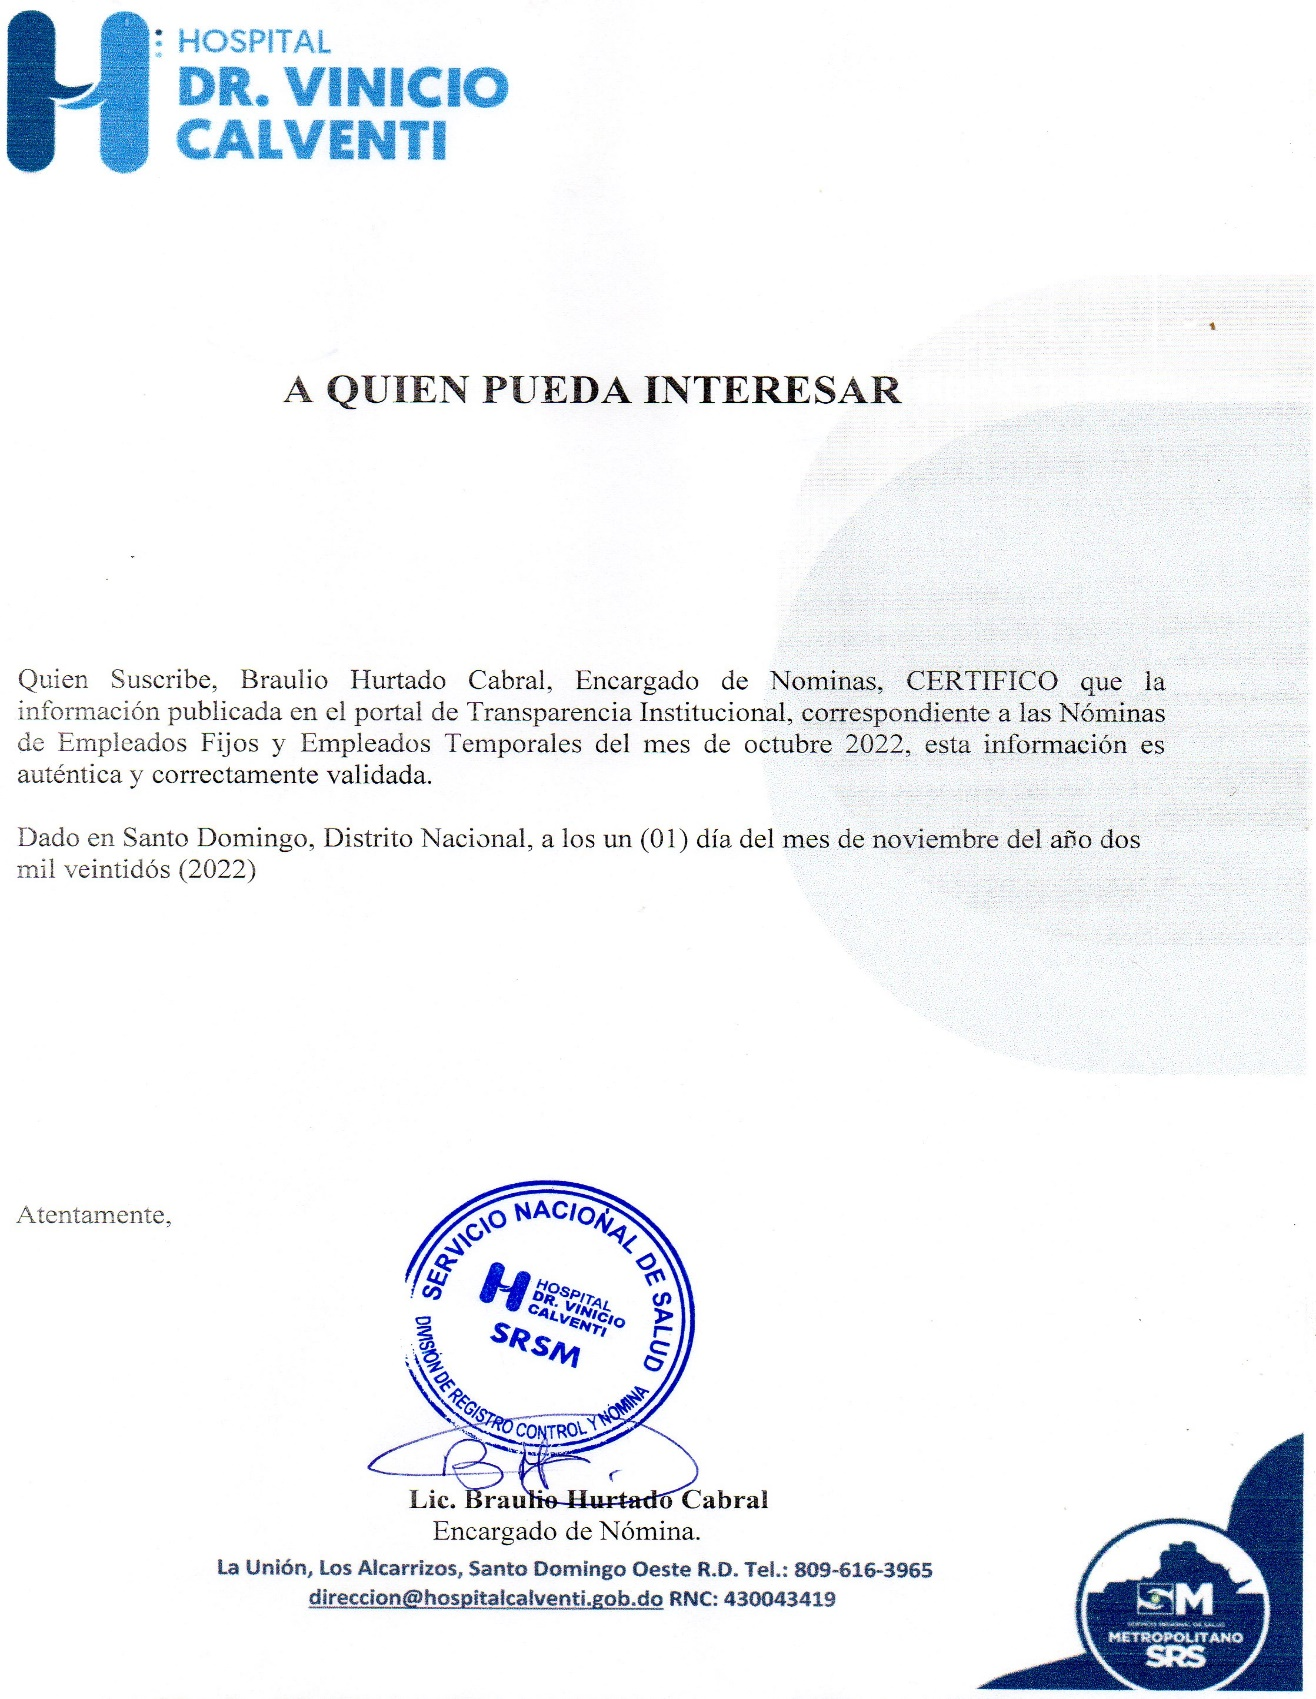 HOSPITAL
DR. VINICIO
CALVENTI
A QUIEN PUEDA INTERESAR
Quien Suscribe, Braulio Hurtado Cabral, Encargado de Nominas, CERTIFICO que la
información publicada en el portal de Transparencia Institucional, correspondiente a las Nóminas
de Empleados Fijos y Empleados Temporales del mes de octubre 2022, esta información es
auténtica y correctamente validada.
Dado en Santo Domingo, Distrito Nacional, a los un (01) día del mes de noviembre del año dos
mil veintidós (2022)
Atentamente,
SERVICIO NACIONAL DE SALUD
HOSPITAL
DR. VINICIO
CALVENTI
SRSM
DIVISIÓN DE REGISTRO CONTROL Y NÓMINA
Lic. Braulio Hurtado Cabral
Encargado de Nómina.
La Unión, Los Alcarrizos, Santo Domingo Oeste R.D. Tel.: 809-616-3965
direccion@hospitalcalventi.gob.do RNC: 430043419
SM
SERVICIO REGIONAL DE SALUD
METROPOLITANO
SRS